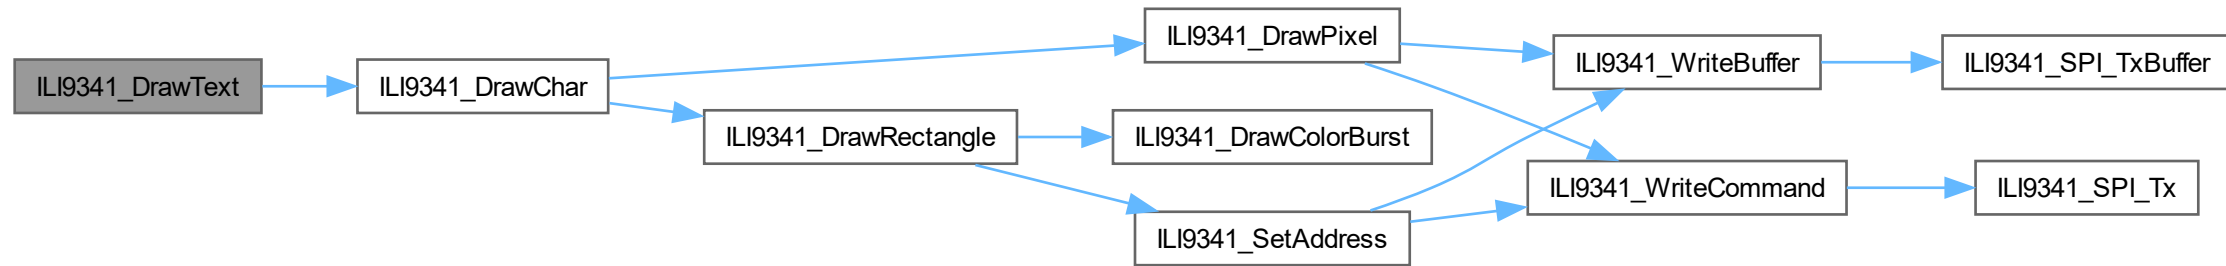 ILI9341_DrawText
ILI9341_DrawChar
ILI9341_DrawPixel
ILI9341_DrawRectangle
ILI9341_DrawColorBurst
ILI9341_SetAddress
ILI9341_WriteBuffer
ILI9341_WriteCommand
ILI9341_SPI_TxBuffer
ILI9341_SPI_Tx